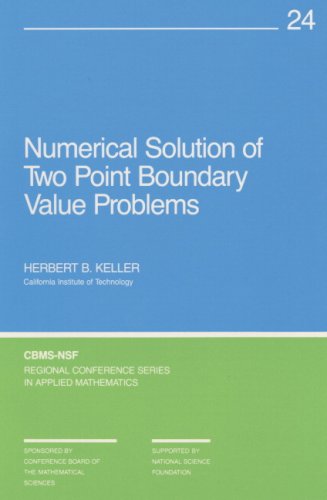 24
Numerical Solution of
Two Point Boundary
Value Problems
HERBERT B. KELLER
California Institute of Technology
CBMS-NSF
REGIONAL CONFERENCE SERIES
IN APPLIED MATHEMATICS
SPONSORED BY
CONFERENCE BOARD OF
THE MATHEMATICAL
SCIENCES
SUPPORTED BY
NATIONAL SCIENCE
FOUNDATION